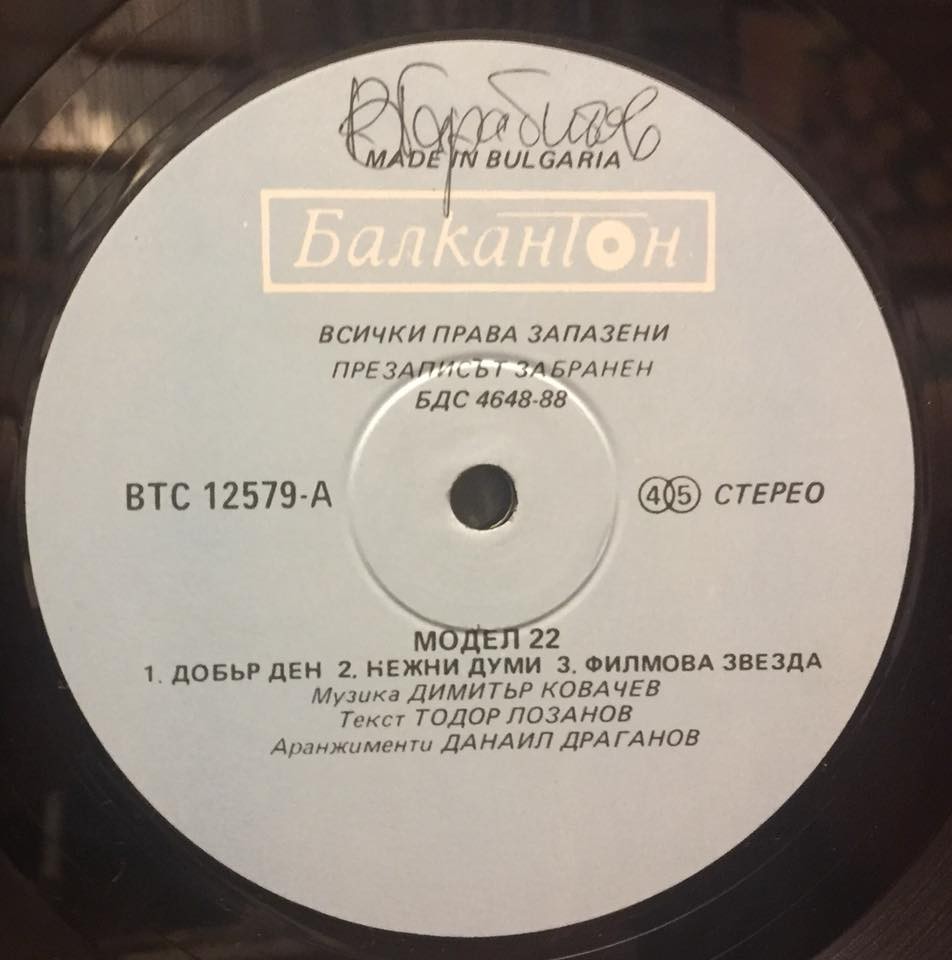 MADE IN BULGARIA
Балкантон
ВСИЧКИ ПРАВА ЗАПАЗЕНИ
ПРЕЗАПИСЪТ ЗАБРАНЕН
БДС 4648-88
ВТС 12579-А
45 СТЕРЕО
МОДЕЛ 22
1. ДОБЪР ДЕН 2. НЕЖНИ ДУМИ 3. ФИЛМОВА ЗВЕЗДА
Музика ДИМИТЪР КОВАЧЕВ
Текст ТОДОР ЛОЗАНОВ
Аранжименти ДАНАИЛ ДРАГАНОВ